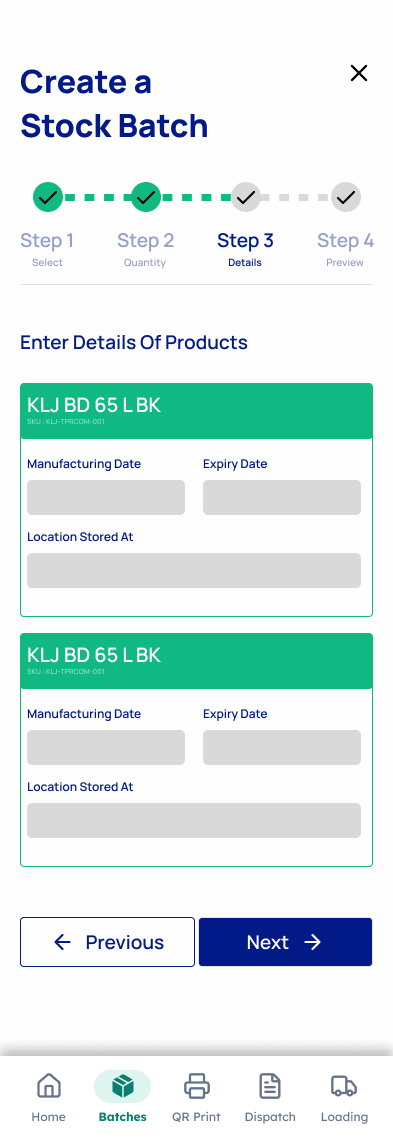 Create a
Stock Batch
Step 1
Step 2
Step 3
Step 4
Select
Quantity
Details
Preview
Enter Details Of Products
KLJ BD 65 L BK
SKU : KLJ-TPRCOM-001
Manufacturing Date
Expiry Date
Location Stored At
KLJ BD 65 L BK
SKU : KLJ-TPRCOM-001
Manufacturing Date
Expiry Date
Location Stored At
Previous
Next
Home
Batches
QR Print
Dispatch
Loading